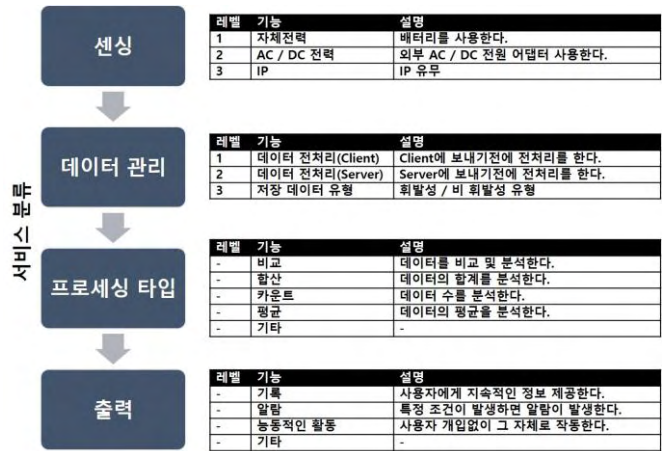 서비스 분류
센싱
레벨 기능 설명
1 자체전력 배터리를 사용한다.
2 AC / DC 전력 외부 AC / DC 전원 어댑터 사용한다.
3 IP IP 유무
데이터 관리
레벨 기능 설명
1 데이터 전처리(Client) Client에 보내기전에 전처리를 한다.
2 데이터 전처리(Server) Server에 보내기전에 전처리를 한다.
3 저장 데이터 유형 휘발성 / 비 휘발성 유형
프로세싱 타입
레벨 기능 설명
- 비교 데이터를 비교 및 분석한다.
- 합산 데이터의 합계를 분석한다.
- 카운트 데이터 수를 분석한다.
- 평균 데이터의 평균을 분석한다.
- 기타 -
출력
레벨 기능 설명
- 기록 사용자에게 지속적인 정보 제공한다.
- 알람 특정 조건이 발생하면 알람이 발생한다.
- 능동적인 활동 사용자 개입없이 그 자체로 작동한다.
- 기타 -